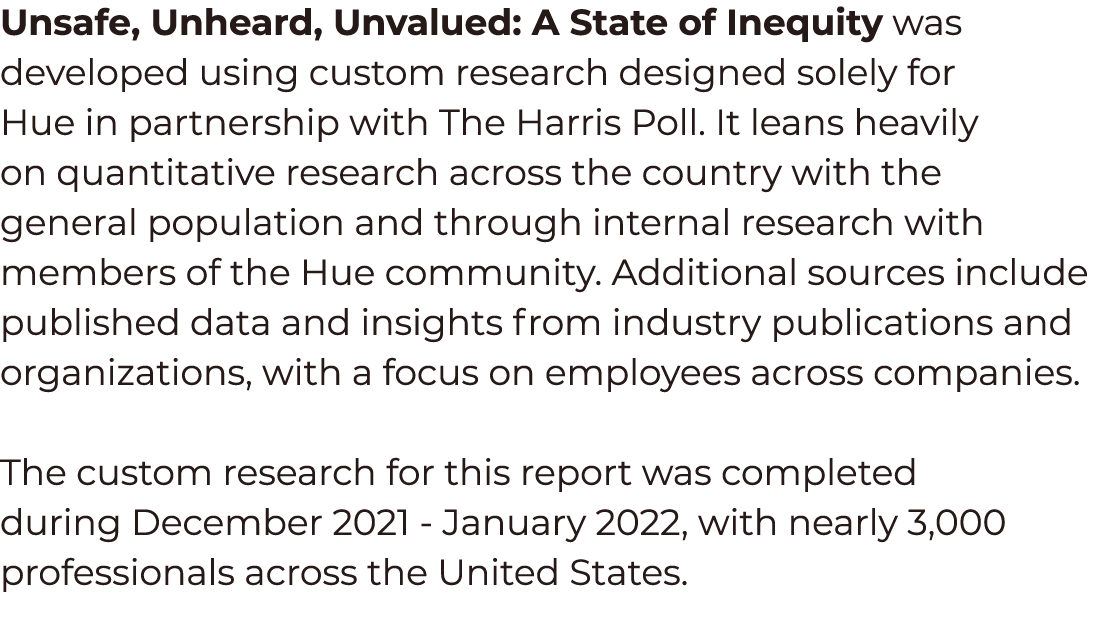 Unsafe, Unheard, Unvalued: A State of Inequity was
developed using custom research designed solely for
Hue in partnership with The Harris Poll. It leans heavily
on quantitative research across the country with the
general population and through internal research with
members of the Hue community. Additional sources include
published data and insights from industry publications and
organizations, with a focus on employees across companies.
The custom research for this report was completed
during December 2021 - January 2022, with nearly 3,000
professionals across the United States.